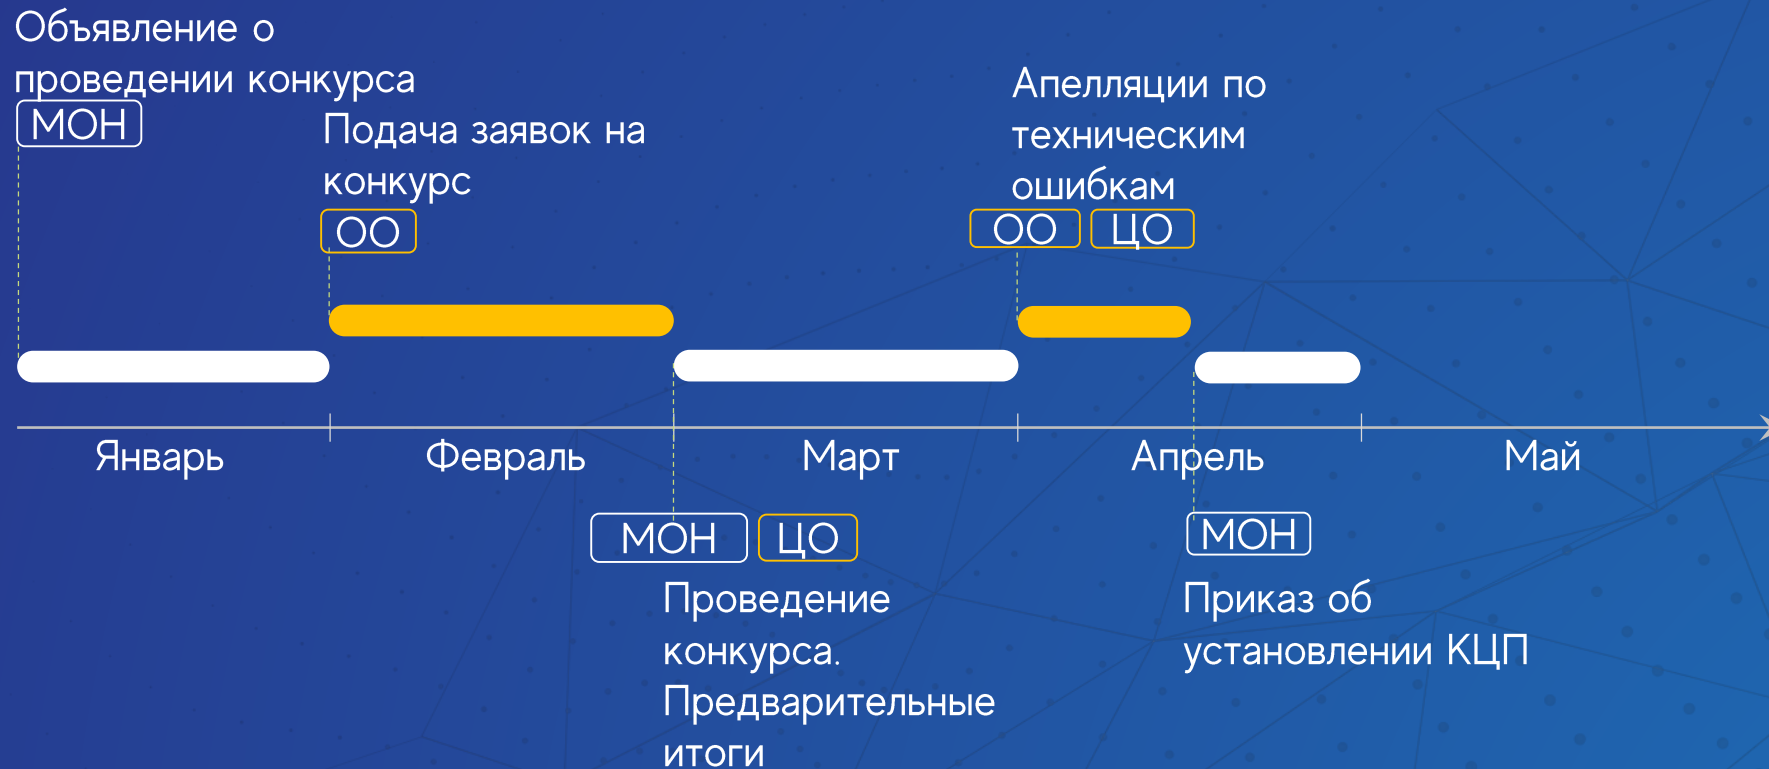 Объявление о
проведении конкурса
МОН
Подача заявок на
конкурс
ОО
Апелляции по
техническим
ошибкам
ОО ЦО
Январь Февраль Март Апрель Май
МОН ЦО
Проведение
конкурса.
Предварительные
итоги
МОН
Приказ об
установлении КЦП